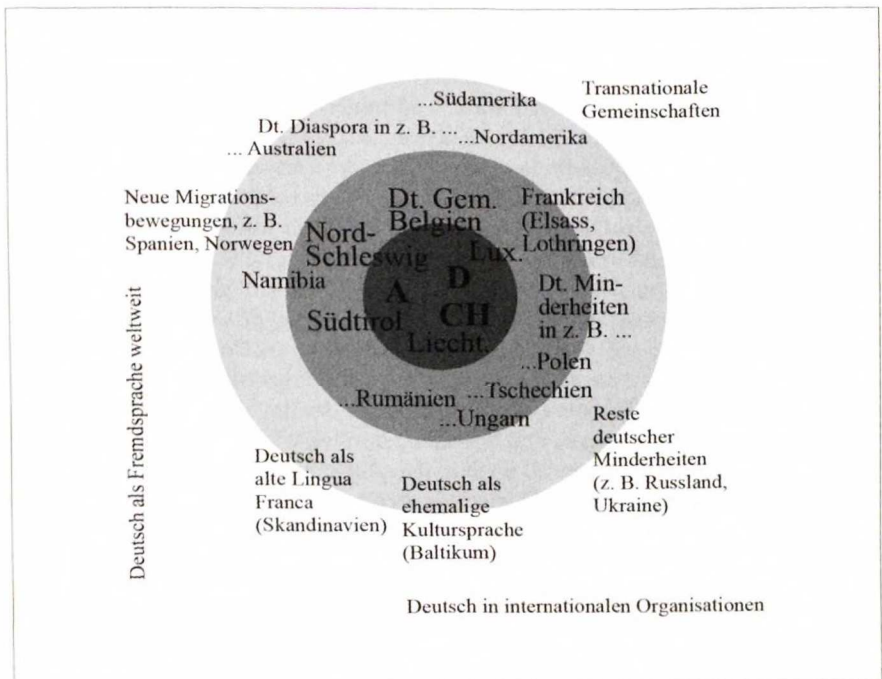 ...Südamerika
Transnationale
Gemeinschaften
Dt. Diaspora in z. B. ...
...Nordamerika
... Australien
Neue Migrations-
bewegungen, z. B.
Spanien, Norwegen
Dt. Gem.
Belgien
Frankreich
(Elsass,
Lothringen)
Nord-
Schleswig
Lux.
Namibia
D
A
CH
Dt. Min-
derheiten
in z. B. ...
Südtirol
Liecht.
...Polen
...Tschechien
...Rumänien
...Ungarn
Reste
deutscher
Minderheiten
(z. B. Russland,
Ukraine)
Deutsch als
alte Lingua
Franca
(Skandinavien)
Deutsch als
ehemalige
Kultursprache
(Baltikum)
Deutsch als Fremdsprache weltweit
Deutsch in internationalen Organisationen